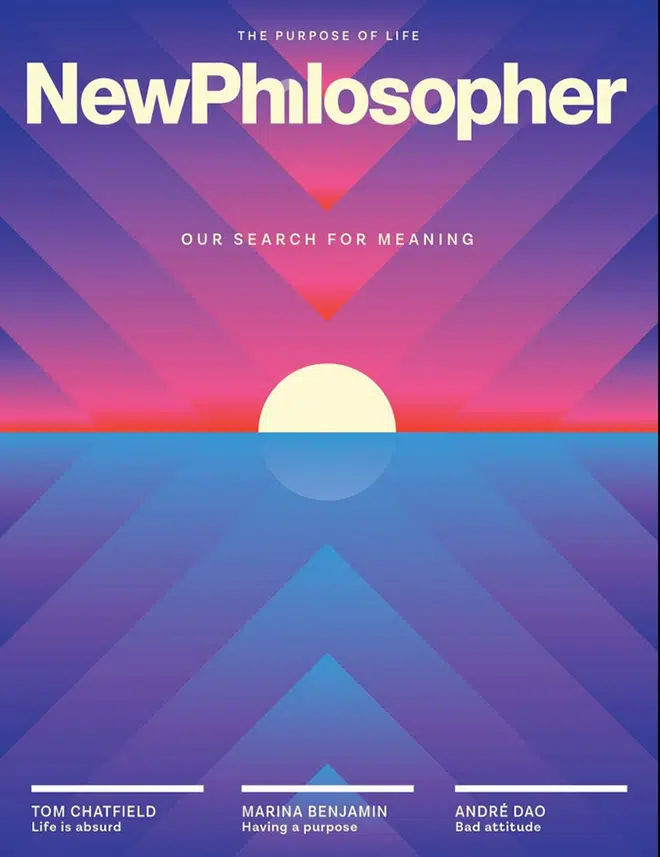 THE PURPOSE OF LIFE
NewPhilosopher
OUR SEARCH FOR MEANING
TOM CHATFIELD
Life is absurd
MARINA BENJAMIN
Having a purpose
ANDRÉ DAO
Bad attitude